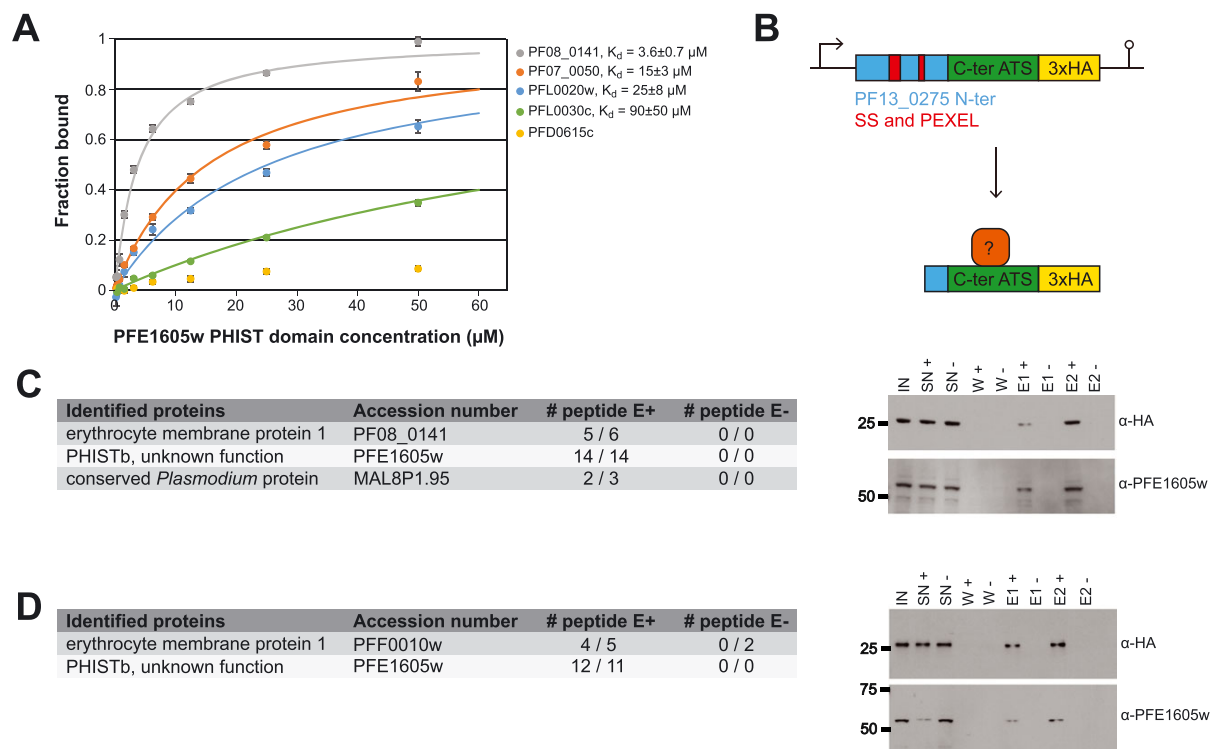 A
1
0.8
0.6
0.4
0.2
0
0 10 20 30 40 50 60
Fraction bound
PFE1605w PHIST domain concentration (µM)
PF08_0141, Kd = 3.6±0.7 µM
PF07_0050, Kd = 15±3 µM
PFL0020w, Kd = 25±8 µM
PFL0030c, Kd = 90±50 µM
PFD0615c
B
C-ter ATS 3xHA
PF13_0275 N-ter
SS and PEXEL
?
C-ter ATS 3xHA
C
Identified proteins Accession number # peptide E+ # peptide E-
erythrocyte membrane protein 1 PF08_0141 5 / 6 0 / 0
PHISTb, unknown function PFE1605w 14 / 14 0 / 0
conserved Plasmodium protein MAL8P1.95 2 / 3 0 / 0
IN SN + SN - W + W - E1 + E1 - E2 + E2 -
25 α-HA
50 α-PFE1605w
D
Identified proteins Accession number # peptide E+ # peptide E-
erythrocyte membrane protein 1 PFF0010w 4 / 5 0 / 2
PHISTb, unknown function PFE1605w 12 / 11 0 / 0
IN SN + SN - W + W - E1 + E1 - E2 + E2 -
25 α-HA
75
50 α-PFE1605w